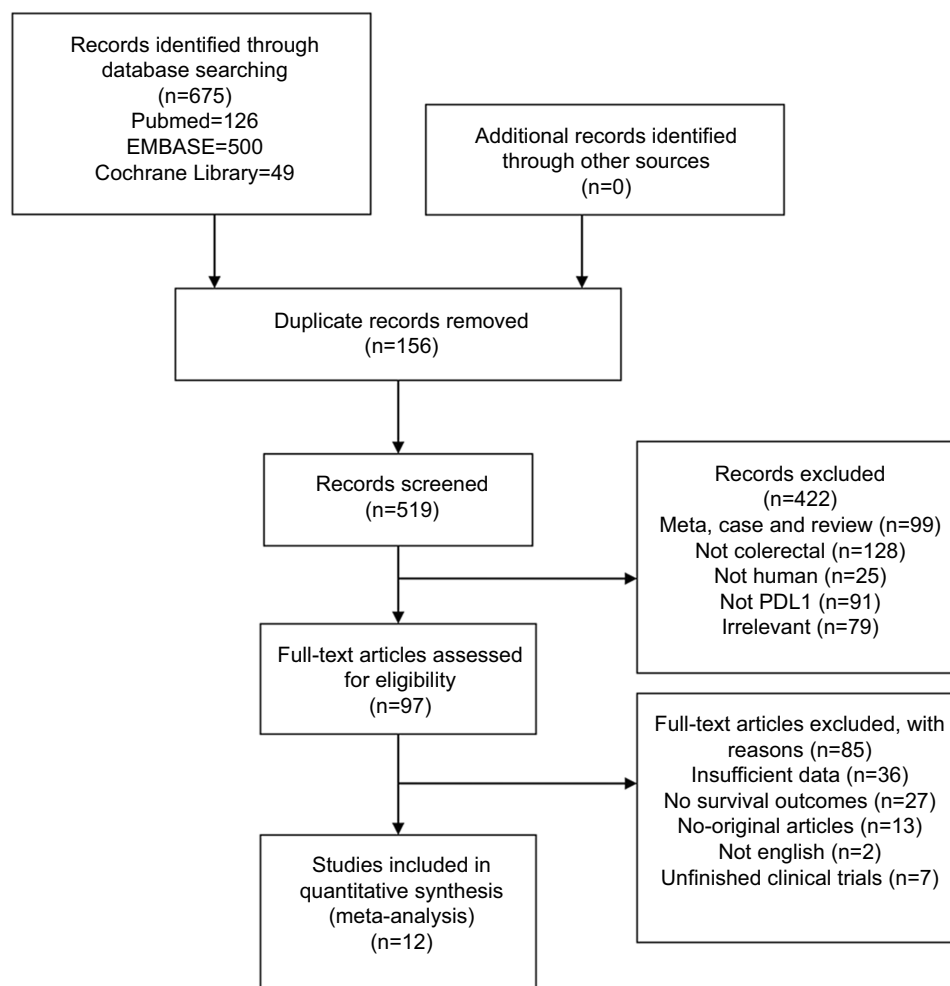 Records identified through
database searching
(n=675)
Pubmed=126
EMBASE=500
Cochrane Library=49
Additional records identified
through other sources
(n=0)
Duplicate records removed
(n=156)
Records screened
(n=519)
Records excluded
(n=422)
Meta, case and review (n=99)
Not colerectal (n=128)
Not human (n=25)
Not PDL1 (n=91)
Irrelevant (n=79)
Full-text articles assessed
for eligibility
(n=97)
Full-text articles excluded, with
reasons (n=85)
Insufficient data (n=36)
No survival outcomes (n=27)
No-original articles (n=13)
Not english (n=2)
Unfinished clinical trials (n=7)
Studies included in
quantitative synthesis
(meta-analysis)
(n=12)